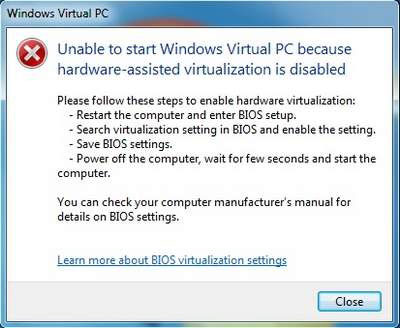 Windows Virtual PC
Unable to start Windows Virtual PC because
hardware-assisted virtualization is disabled
Please follow these steps to enable hardware virtualization:
- Restart the computer and enter BIOS setup.
- Search virtualization setting in BIOS and enable the setting.
- Save BIOS settings.
- Power off the computer, wait for few seconds and start the
computer.
You can check your computer manufacturer's manual for
details on BIOS settings.
Learn more about BIOS virtualization settings
Close